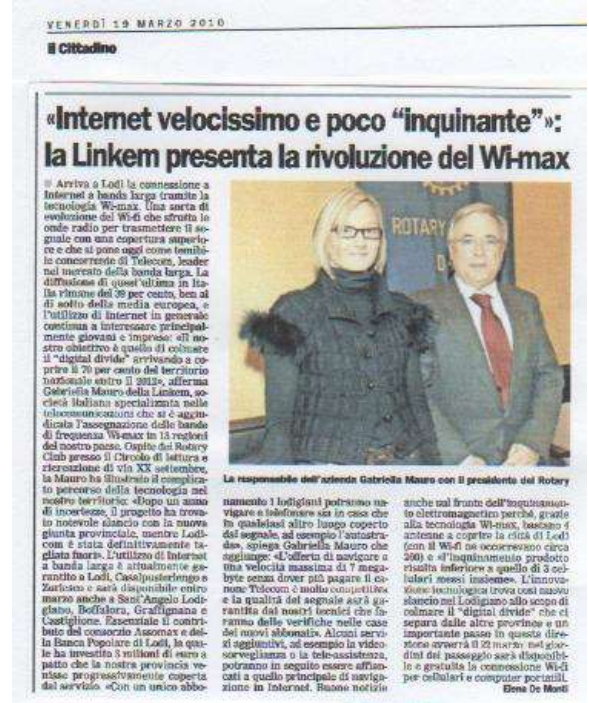 VENERDÌ 19 MARZO 2010
il Cittadino
«Internet velocissimo e poco “inquinante”»:
la Linkem presenta la rivoluzione del Wi-max
Arriva a Lodi la connessione a
Internet a banda larga tramite la
tecnologia Wi-max. Una sorta di
evoluzione del Wi-fi che sfrutta le
onde radio per trasmettere il se-
gnale con una copertura superio-
re e che si pone oggi come temibi-
le concorrente di Telecom, leader
nel mercato della banda larga. La
diffusione di quest'ultima in Ita-
lia rimane del 39 per cento, ben al
di sotto della media europea, e
l'utilizzo di Internet in generale
continua a interessare principal-
mente giovani e imprese: «Il no-
stro obiettivo è quello di colmare
il “digital divide” arrivando a co-
prire il 70 per cento del territorio
nazionale entro il 2012», afferma
Gabriella Mauro della Linkem, so-
cietà italiana specializzata nelle
telecomunicazioni che si è aggiu-
dicata l'assegnazione delle bande
di frequenza Wi-max in 13 regioni
del nostro paese. Ospite del Rotary
Club presso il Circolo di lettura e
ricreazione di via XX settembre,
la Mauro ha illustrato il complica-
to percorso della tecnologia nel
nostro territorio: «Dopo un anno
di incertezze, il progetto ha trova-
to notevole slancio con la nuova
giunta provinciale, mentre Lodi-
com è stata definitivamente ta-
gliata fuori». L'utilizzo di Internet
a banda larga è attualmente ga-
rantito a Lodi, Casalpusterlengo e
Zorlesco e sarà disponibile entro
marzo anche a Sant'Angelo Lodi-
giano, Boffalora, Graffignana e
Castiglione. Essenziale il contri-
buto del consorzio Assomax e del-
la Banca Popolare di Lodi, la qua-
le ha investito 3 milioni di euro a
patto che la nostra provincia ve-
nisse progressivamente coperta
dal servizio. «Con un unico abbo-
ROTARY
La responsabile dell'azienda Gabriella Mauro con il presidente del Rotary
namento i lodigiani potranno na-
vigare e telefonare sia in casa che
in qualsiasi altro luogo coperto
dal segnale, ad esempio l'autostra-
da», spiega Gabriella Mauro che
aggiunge: «L'offerta di navigare a
una velocità massima di 7 mega-
byte senza dover più pagare il ca-
none Telecom è molto competitiva
e la qualità del segnale sarà ga-
rantita dai nostri tecnici che fa-
ranno delle verifiche nelle case
dei nuovi abbonati». Alcuni servi-
zi aggiuntivi, ad esempio la video-
sorveglianza o la tele-assistenza,
potranno in seguito essere affian-
cati a quello principale di naviga-
zione in Internet. Buone notizie
anche sul fronte dell'inquinamen-
to elettromagnetico perché, grazie
alla tecnologia Wi-max, bastano 4
antenne a coprire la città di Lodi
(con il Wi-fi ne occorrevano circa
200) e «l'inquinamento prodotto
risulta inferiore a quello di 3 cel-
lulari messi insieme». L'innova-
zione tecnologica trova così nuovo
slancio nel Lodigiano allo scopo di
colmare il “digital divide” che ci
separa dalle altre province e un
importante passo in questa dire-
zione avverrà il 22 marzo: nei giar-
dini del passeggio sarà disponibi-
le e gratuita la connessione Wi-fi
per cellulari e computer portatili.
Elena De Monti